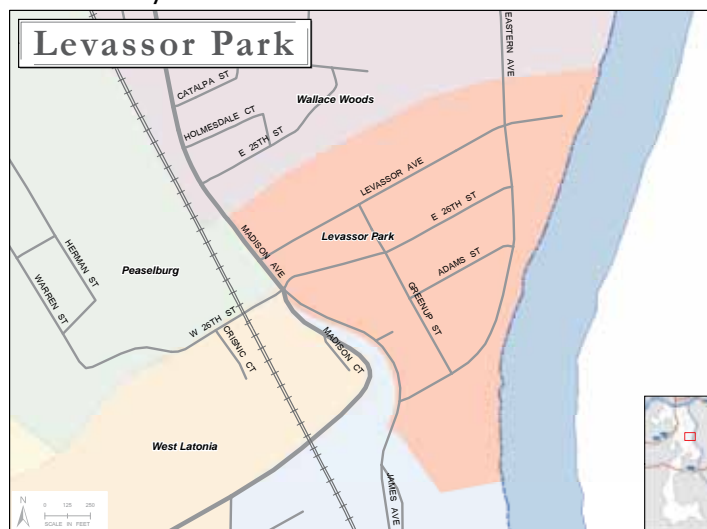 Levassor Park
EASTERN AVE
CATALPA ST
Wallace Woods
HOLMESDALE CT
E 25TH ST
LEVASSOR AVE
E 26TH ST
MADISON AVE
Levassor Park
HERMAN ST
Peaselburg
ADAMS ST
WARREN ST
GREENUP ST
W 26TH ST
CRISNIC CT
MADISON CT
West Latonia
JAMES AVE
N
0 125 250
SCALE IN FEET